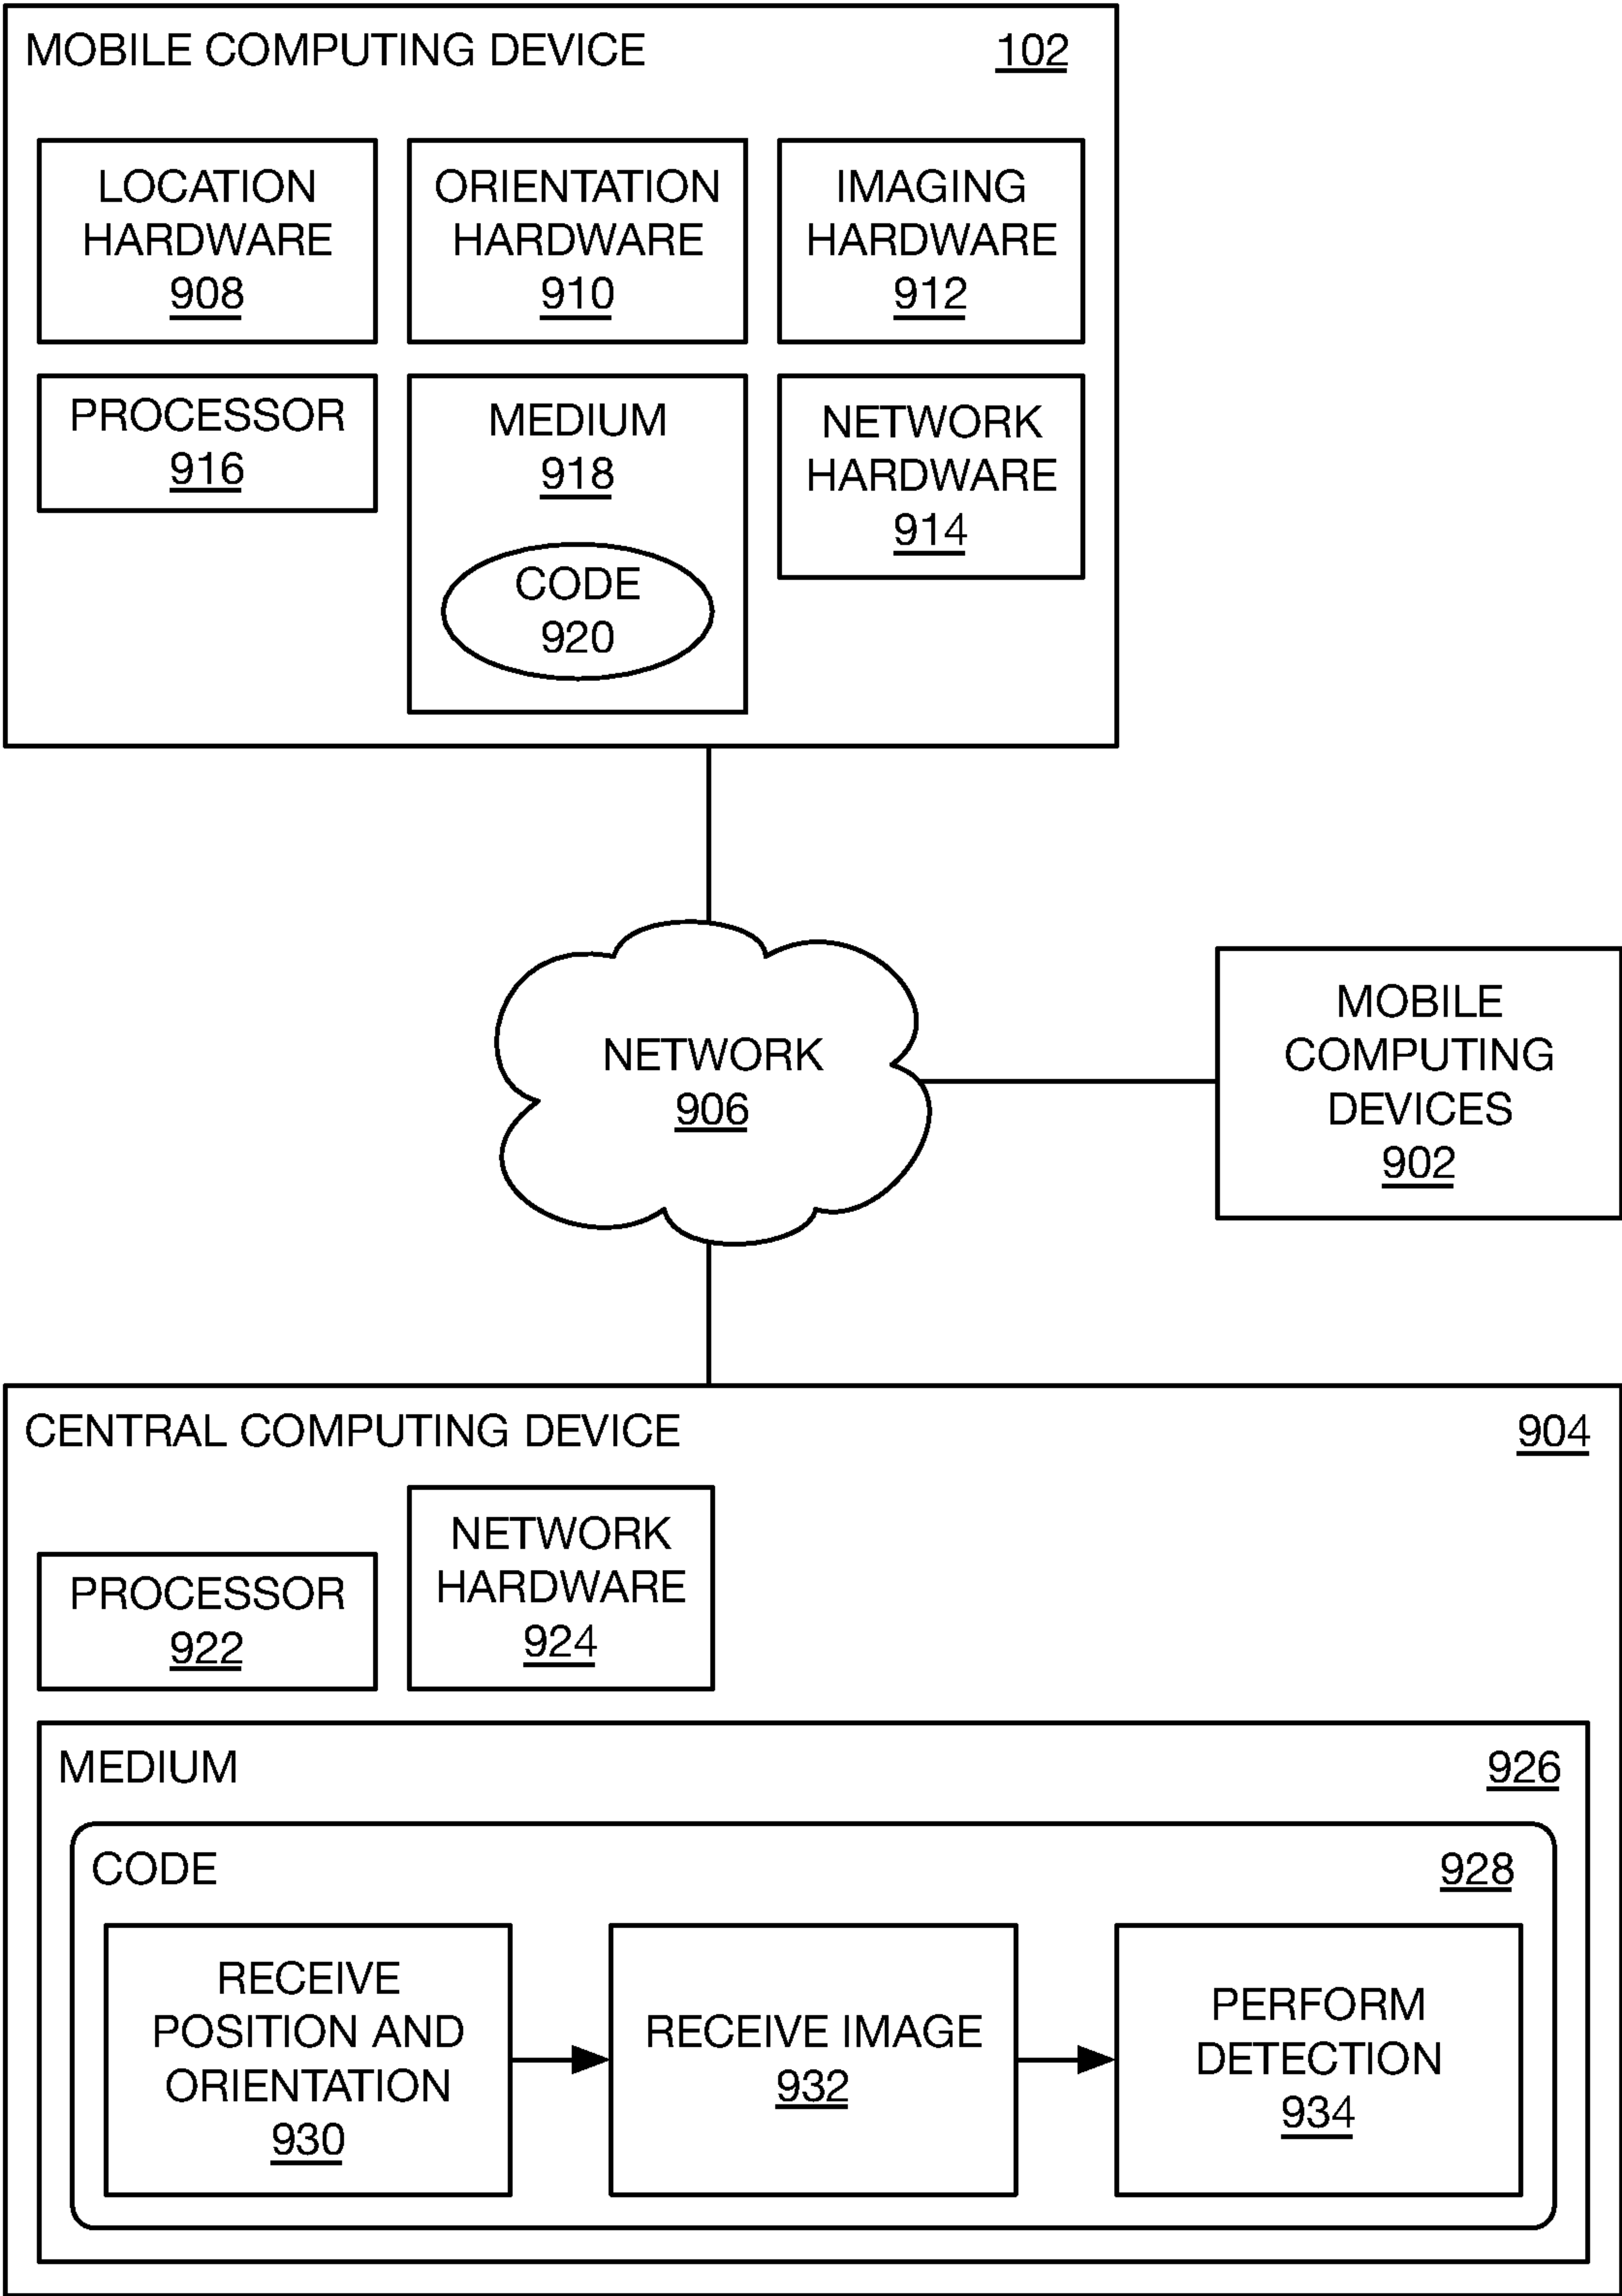 MOBILE COMPUTING DEVICE 102
LOCATION
HARDWARE
908
ORIENTATION
HARDWARE
910
IMAGING
HARDWARE
912
PROCESSOR
916
MEDIUM
918
CODE
920
NETWORK
HARDWARE
914
NETWORK
906
MOBILE
COMPUTING
DEVICES
902
CENTRAL COMPUTING DEVICE 904
PROCESSOR
922
NETWORK
HARDWARE
924
MEDIUM 926
CODE 928
RECEIVE
POSITION AND
ORIENTATION
930
RECEIVE IMAGE
932
PERFORM
DETECTION
934